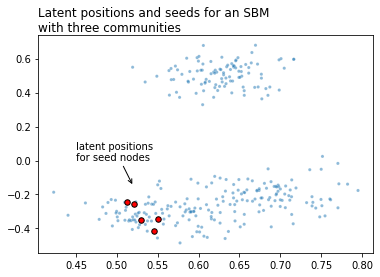 Latent positions and seeds for an SBM
with three communities
0.6
0.4
0.2
0.0
−0.2
−0.4
latent positions
for seed nodes
0.45 0.50 0.55 0.60 0.65 0.70 0.75 0.80